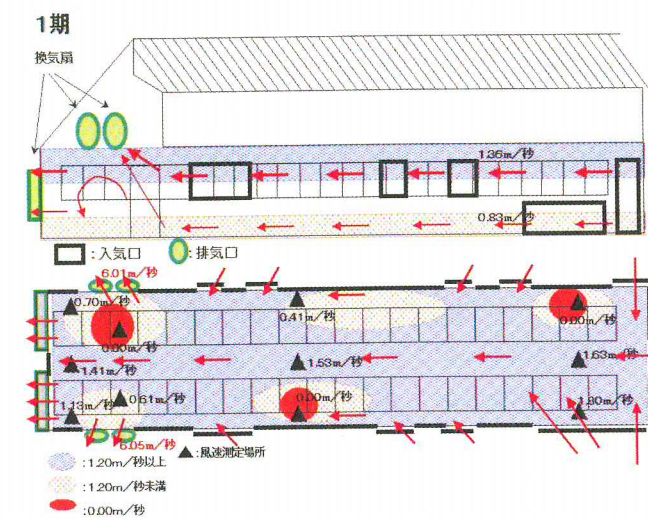 1期
換気扇
1.36m/秒
0.83m/秒
:入気口 :排気口
6.01m/秒
0.70m/秒
0.41m/秒
0.00m/秒
0.00m/秒
1.41m/秒
1.53m/秒
1.63m/秒
1.13m/秒
0.61m/秒
0.00m/秒
1.80m/秒
6.05m/秒
:風速測定場所
:1.20m/秒以上
:1.20m/秒未満
:0.00m/秒